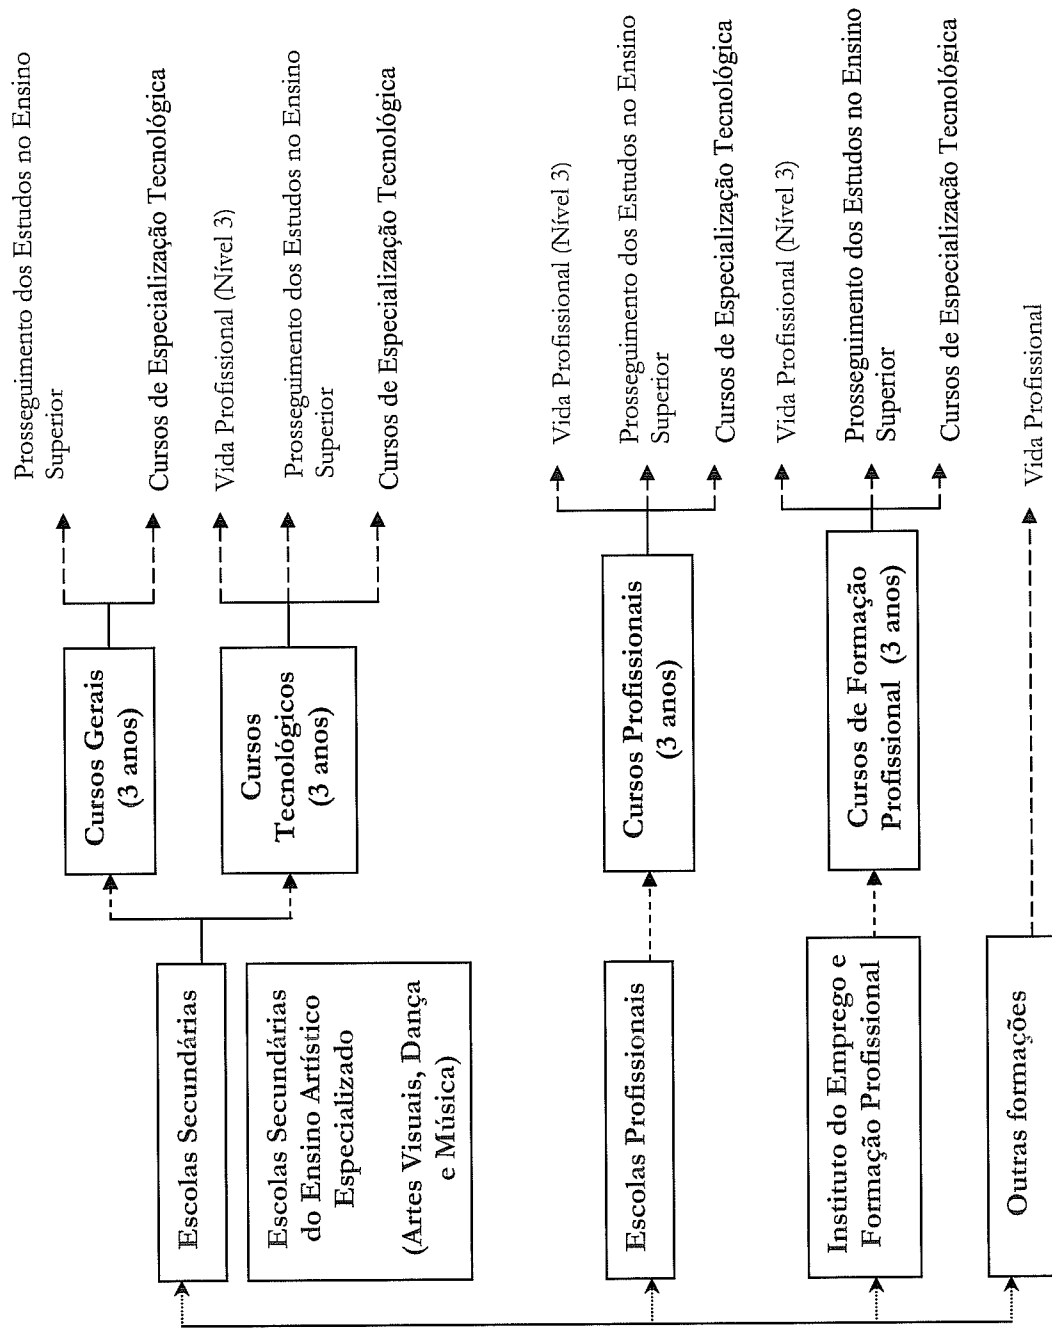 Escolas Secundárias
Escolas Secundárias
do Ensino Artístico
Especializado
(Artes Visuais, Dança
e Música)
Escolas Profissionais
Instituto do Emprego e
Formação Profissional
Outras formações
Cursos Gerais
(3 anos)
Cursos
Tecnológicos
(3 anos)
Cursos Profissionais
(3 anos)
Cursos de Formação
Profissional (3 anos)
Prosseguimento dos Estudos no Ensino
Superior
Cursos de Especialização Tecnológica
Vida Profissional (Nível 3)
Prosseguimento dos Estudos no Ensino
Superior
Cursos de Especialização Tecnológica
Vida Profissional (Nível 3)
Prosseguimento dos Estudos no Ensino
Superior
Cursos de Especialização Tecnológica
Vida Profissional (Nível 3)
Prosseguimento dos Estudos no Ensino
Superior
Cursos de Especialização Tecnológica
Vida Profissional